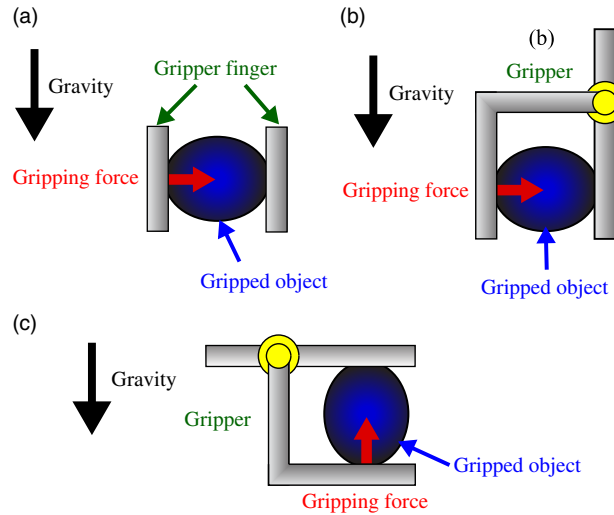 (a)
Gravity
Gripper finger
Gripping force
Gripped object
(b)
(b)
Gripper
Gravity
Gripping force
Gripped object
(c)
Gravity
Gripper
Gripped object
Gripping force